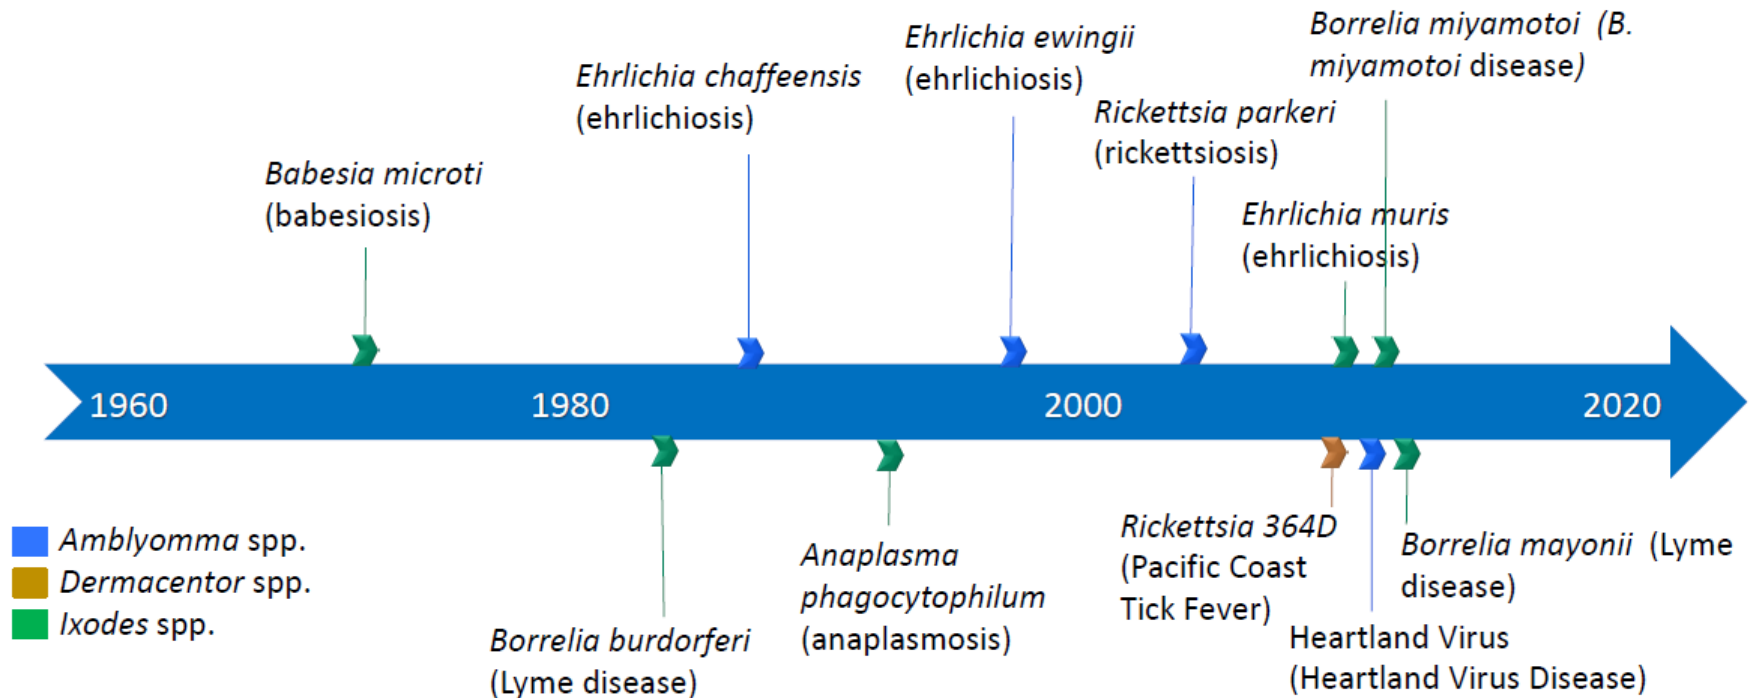 Babesia microti
(babesiosis)
Ehrlichia chaffeensis
(ehrlichiosis)
Ehrlichia ewingii
(ehrlichiosis)
Rickettsia parkeri
(rickettsiosis)
Ehrlichia muris
(ehrlichiosis)
Borrelia miyamotoi (B.
miyamotoi disease)
1960
1980
2000
2020
Amblyomma spp.
Dermacentor spp.
Ixodes spp.
Borrelia burdorferi
(Lyme disease)
Anaplasma
phagocytophilum
(anaplasmosis)
Rickettsia 364D
(Pacific Coast
Tick Fever)
Heartland Virus
(Heartland Virus Disease)
Borrelia mayonii (Lyme
disease)